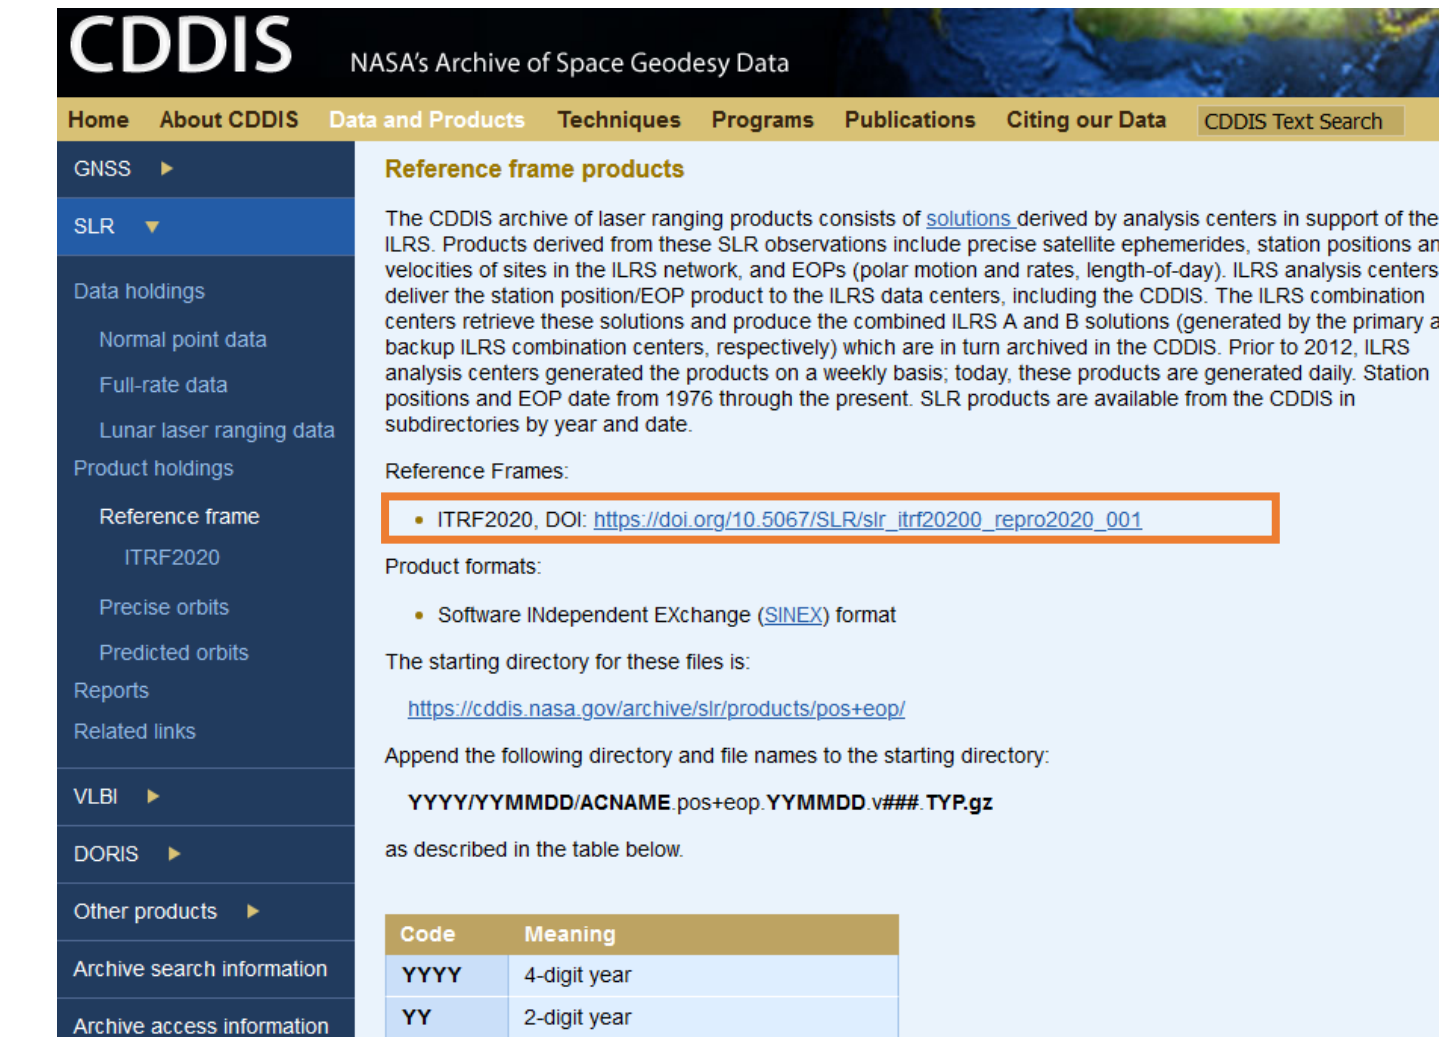 CDDIS
NASA's Archive of Space Geodesy Data
Home About CDDIS Data and Products Techniques Programs Publications Citing our Data CDDIS Text Search
GNSS
SLR
Data holdings
Normal point data
Full-rate data
Lunar laser ranging data
Product holdings
Reference frame
ITRF2020
Precise orbits
Predicted orbits
Reports
Related links
VLBI
DORIS
Other products
Archive search information
Archive access information
Reference frame products
The CDDIS archive of laser ranging products consists of solutions derived by analysis centers in support of the
ILRS. Products derived from these SLR observations include precise satellite ephemerides, station positions an
velocities of sites in the ILRS network, and EOPs (polar motion and rates, length-of-day). ILRS analysis centers
deliver the station position/EOP product to the ILRS data centers, including the CDDIS. The ILRS combination
centers retrieve these solutions and produce the combined ILRS A and B solutions (generated by the primary a
backup ILRS combination centers, respectively) which are in turn archived in the CDDIS. Prior to 2012, ILRS
analysis centers generated the products on a weekly basis; today, these products are generated daily. Station
positions and EOP date from 1976 through the present. SLR products are available from the CDDIS in
subdirectories by year and date.
Reference Frames:
• ITRF2020, DOI: https://doi.org/10.5067/SLR/slr_itrf20200_repro2020_001
Product formats:
• Software INdependent EXchange (SINEX) format
The starting directory for these files is:
https://cddis.nasa.gov/archive/slr/products/pos+eop/
Append the following directory and file names to the starting directory:
YYYY/YYMMDD/ACNAME.pos+eop.YYMMDD.v###.TYP.gz
as described in the table below.
Code Meaning
YYYY 4-digit year
YY 2-digit year